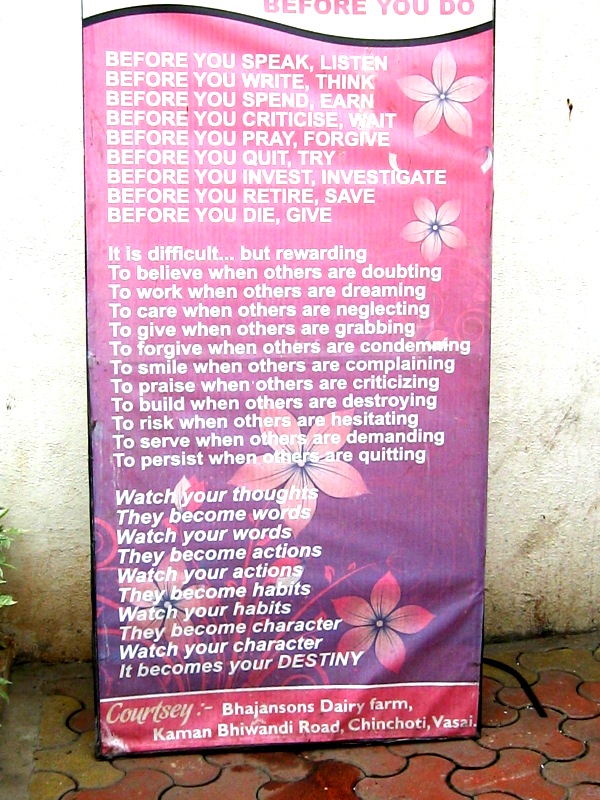 BEFORE YOU DO
BEFORE YOU SPEAK, LISTEN
BEFORE YOU WRITE, THINK
BEFORE YOU SPEND, EARN
BEFORE YOU CRITICISE, WAIT
BEFORE YOU PRAY, FORGIVE
BEFORE YOU QUIT, TRY
BEFORE YOU INVEST, INVESTIGATE
BEFORE YOU RETIRE, SAVE
BEFORE YOU DIE, GIVE
It is difficult... but rewarding
To believe when others are doubting
To work when others are dreaming
To care when others are neglecting
To give when others are grabbing
To forgive when others are condemning
To smile when others are complaining
To praise when others are criticizing
To build when others are destroying
To risk when others are hesitating
To serve when others are demanding
To persist when others are quitting
Watch your thoughts
They become words
Watch your words
They become actions
Watch your actions
They become habits
Watch your habits
They become character
Watch your character
It becomes your DESTINY
Courtsey :- Bhajansons Dairy farm,
Kaman Bhiwandi Road, Chinchoti, Vasai.